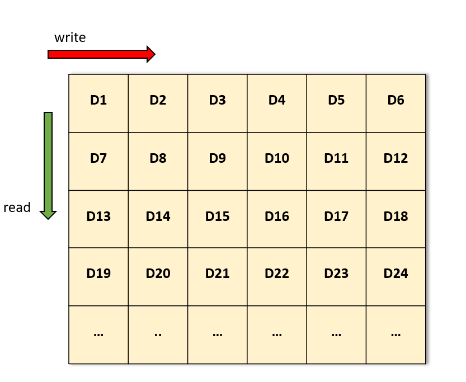 write
D1 D2 D3 D4 D5 D6
D7 D8 D9 D10 D11 D12
read
D13 D14 D15 D16 D17 D18
D19 D20 D21 D22 D23 D24
... .. ... ... ... ...